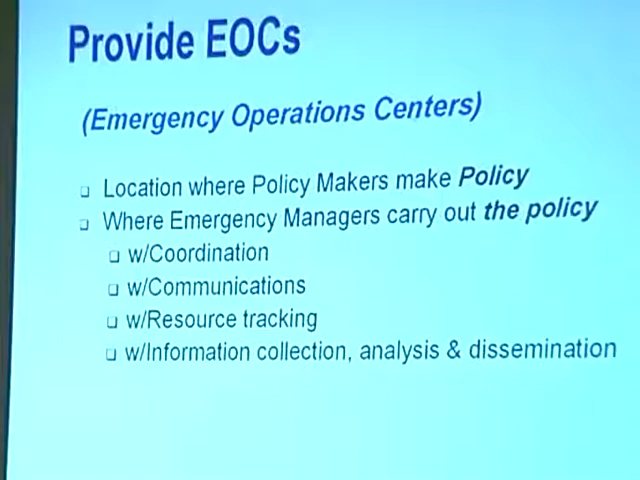 Provide EOCs
(Emergency Operations Centers)
❑ Location where Policy Makers make Policy
❑ Where Emergency Managers carry out the policy
❑ w/Coordination
❑ w/Communications
❑ w/Resource tracking
❑ w/Information collection, analysis & dissemination